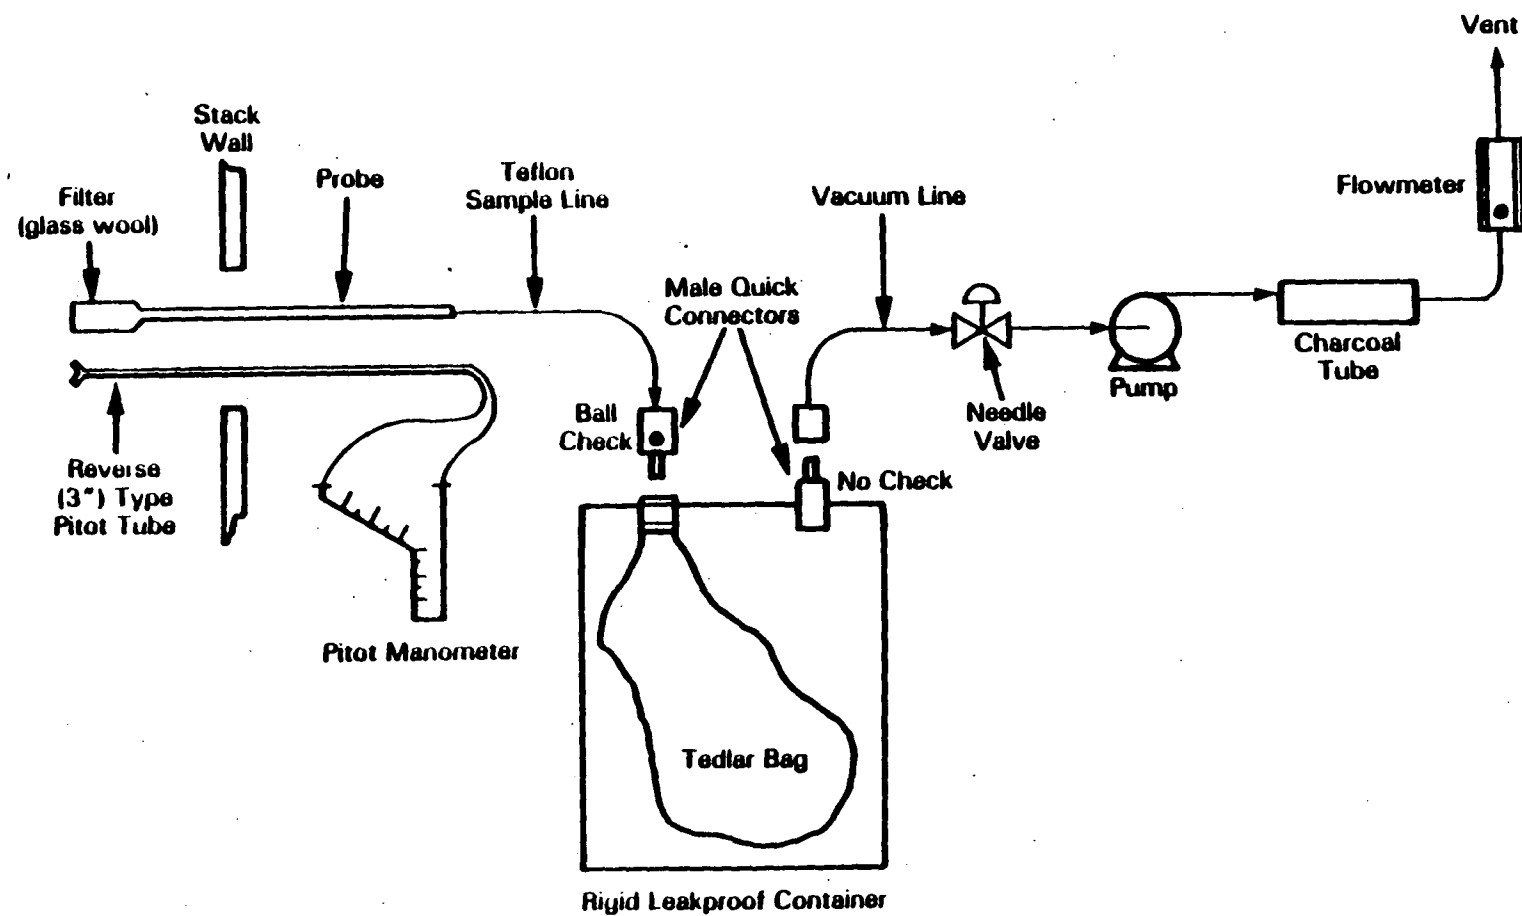 Vent
Stack
Wall
Probe
Teflon
Sample Line
Filter
(glass wool)
Vacuum Line
Flowmeter
Male Quick
Connectors
Charcoal
Tube
Pump
Needle
Valve
Ball
Check
No Check
Reverse
(3") Type
Pitot Tube
Pitot Manometer
Tedlar Bag
Rigid Leakproof Container